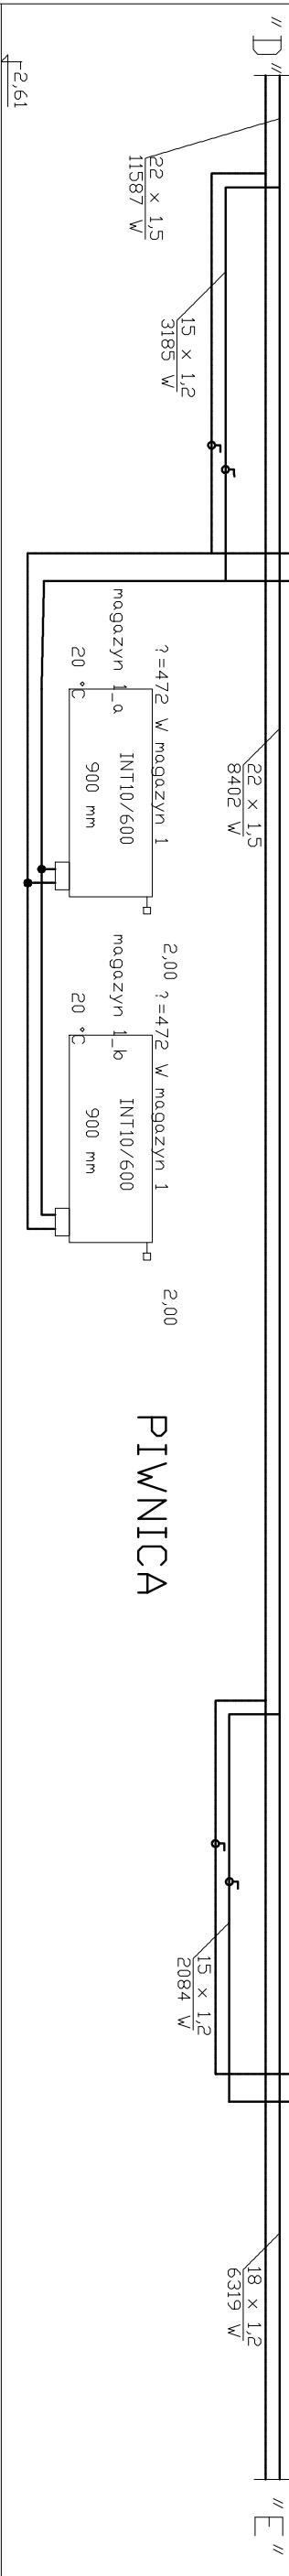 "D"
-2,61
22 x 1,5
11587 W
15 x 1,2
3185 W
?=472 W magazyn 1
magazyn 1_a
INT10/600
20 °C
900 mm
2,00
22 x 1,5
8402 W
?=472 W magazyn 1
magazyn 1_b
INT10/600
20 °C
900 mm
2,00
PIWNICA
15 x 1,2
2084 W
18 x 1,2
6319 W
"E"